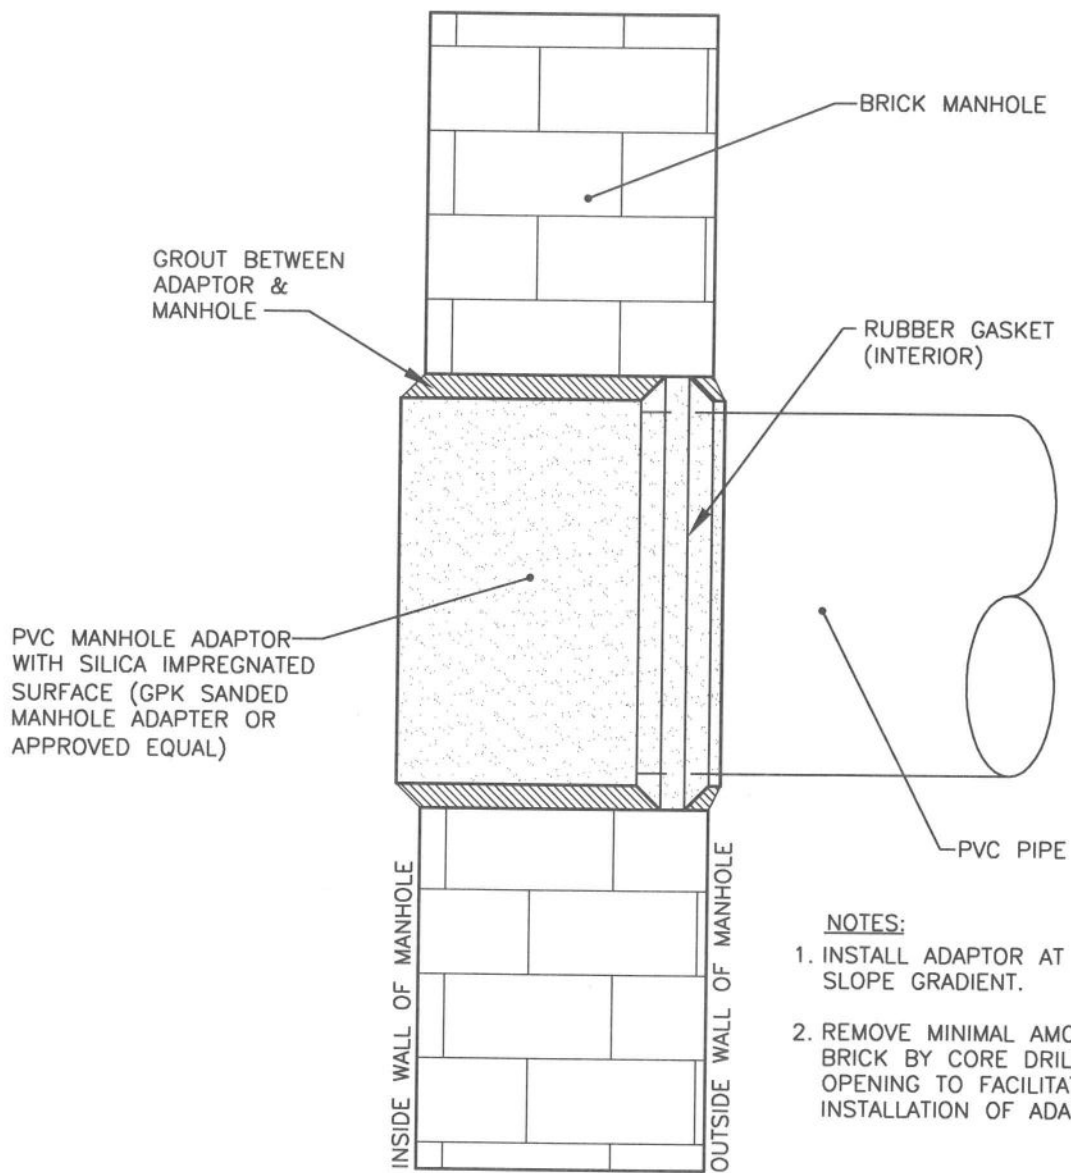 BRICK MANHOLE
GROUT BETWEEN
ADAPTOR &
MANHOLE
RUBBER GASKET
(INTERIOR)
PVC MANHOLE ADAPTOR
WITH SILICA IMPREGNATED
SURFACE (GPK SANDED
MANHOLE ADAPTER OR
APPROVED EQUAL)
PVC PIPE
INSIDE WALL OF MANHOLE
OUTSIDE WALL OF MANHOLE
NOTES:
1. INSTALL ADAPTOR AT
SLOPE GRADIENT.
2. REMOVE MINIMAL
BRICK BY CORE
OPENING TO
INSTALLATION OF